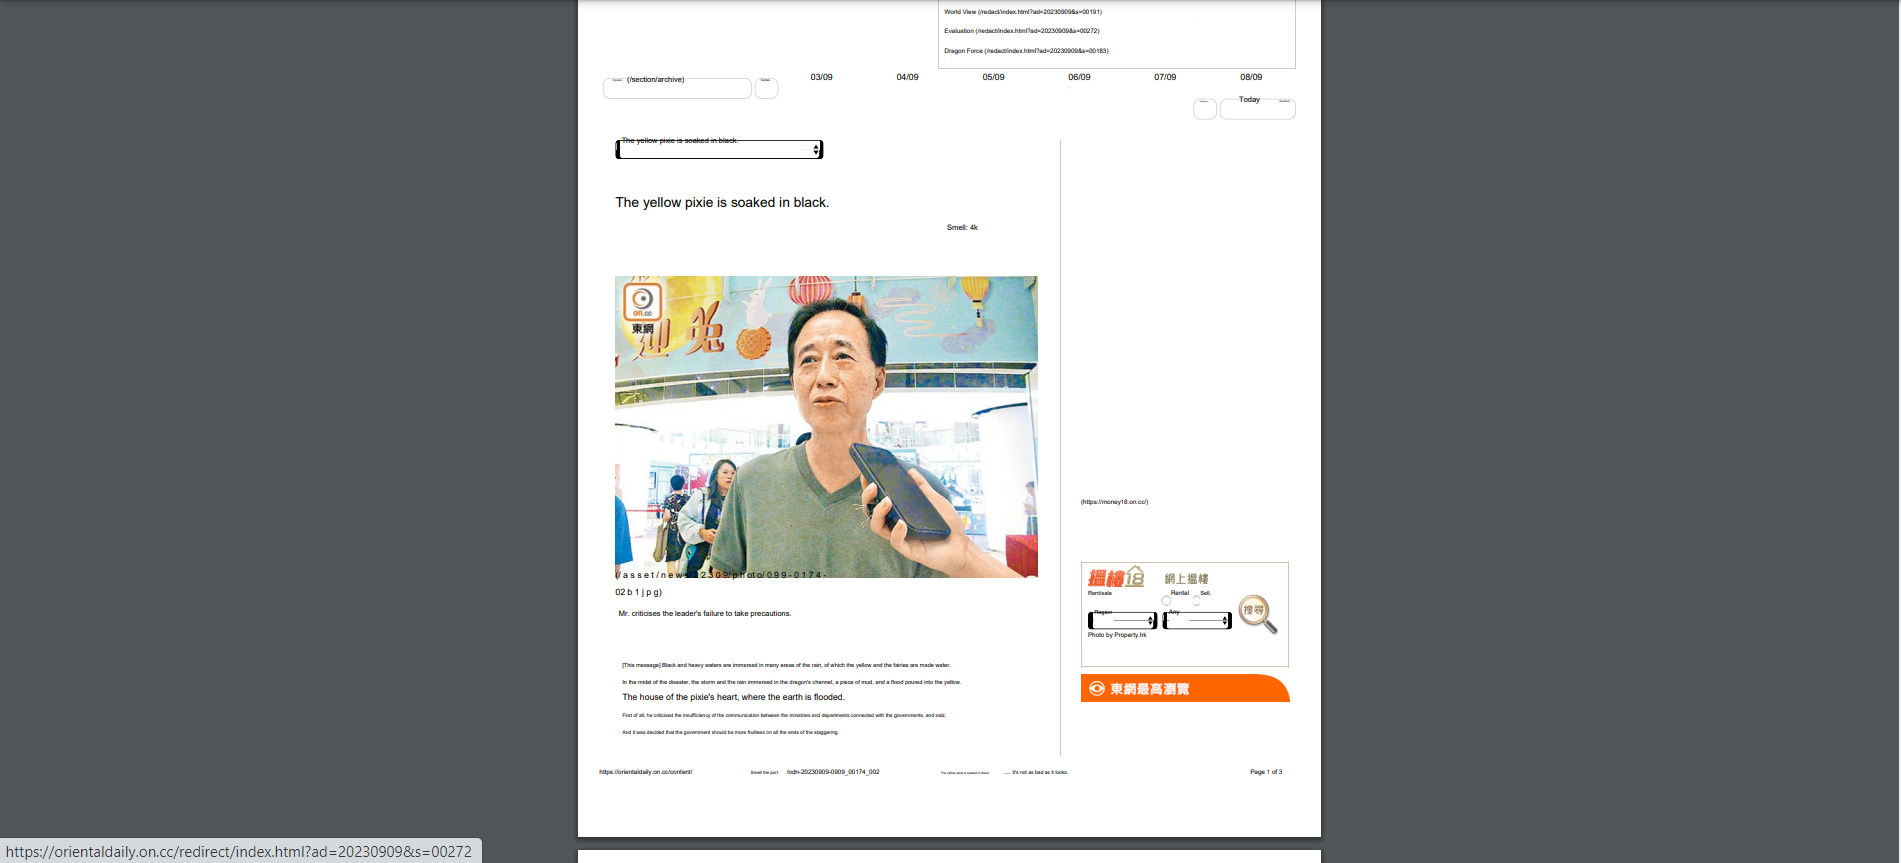 World View (/redact/index.html?ad=20230909&s=00191)
Evaluation (/redact/index.html?ad=20230909&s=00272)
Dragon Force (/redact/index.html?ad=20230909&s=00183)
(/section/archive)
03/09 04/09 05/09 06/09 07/09 08/09
Today
The yellow pixie is soaked in black.
The yellow pixie is soaked in black.
Smell: 4k
on.cc
東網
迎 兔
(/asset/news/
/photo/099-0174-
02b1jpg)
Mr. criticises the leader's failure to take precautions.
[This message] Black and heavy waters are immersed in many areas of the rain, of which the yellow and the fairies are made water.
In the midst of the disaster, the storm and the rain immersed in the dragon's channel, a piece of mud, and a flood poured into the yellow.
The house of the pixie's heart, where the earth is flooded.
First of all, he criticised the insufficiency of the communication between the ministries and departments connected with the governments, and said,
And it was decided that the government should be more fruitless on all the ends of the staggering.
(https://money18.on.cc/)
搵樓18 網上搵樓
Rent/sale Rental Sell.
Region Any
搜尋
Photo by Property.hk
東網最高瀏覽
https://orientaldaily.on.cc/content/ Smell the port. /odn-20230909-0909_00174_002 The yellow pixie is soaked in black. It's not as bad as it looks. Page 1 of 3
https://orientaldaily.on.cc/redirect/index.html?ad=20230909&s=00272